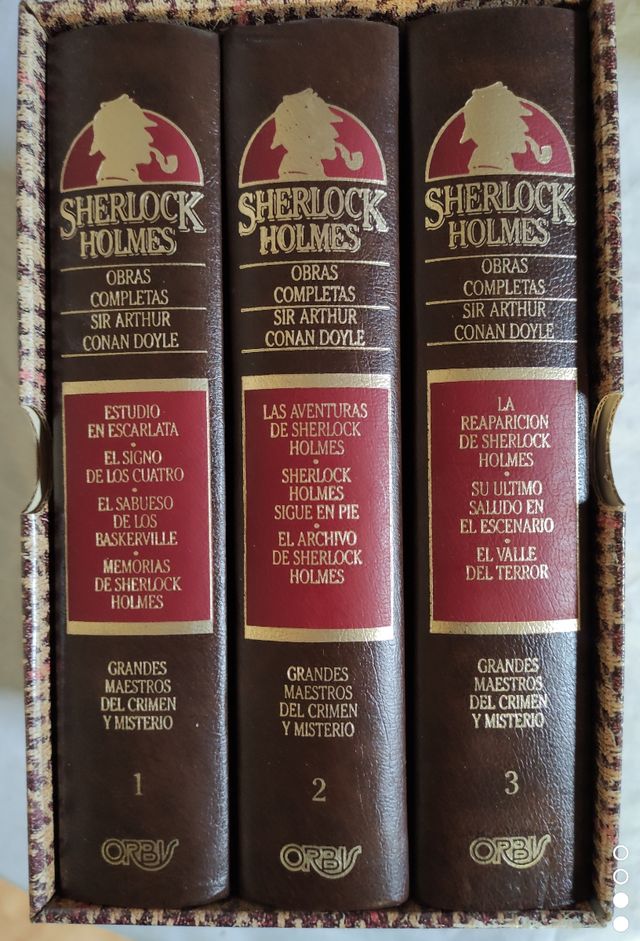 SHERLOCK
HOLMES
OBRAS
COMPLETAS
SIR ARTHUR
CONAN DOYLE
ESTUDIO
EN ESCARLATA
EL SIGNO
DE LOS CUATRO
EL SABUESO
DE LOS
BASKERVILLE
MEMORIAS
DE SHERLOCK
HOLMES
GRANDES
MAESTROS
DEL CRIMEN
Y MISTERIO
1
ORBIS
SHERLOCK
HOLMES
OBRAS
COMPLETAS
SIR ARTHUR
CONAN DOYLE
LAS AVENTURAS
DE SHERLOCK
HOLMES
SHERLOCK
HOLMES
SIGUE EN PIE
EL ARCHIVO
DE SHERLOCK
HOLMES
GRANDES
MAESTROS
DEL CRIMEN
Y MISTERIO
2
ORBIS
SHERLOCK
HOLMES
OBRAS
COMPLETAS
SIR ARTHUR
CONAN DOYLE
LA
REAPARICION
DE SHERLOCK
HOLMES
SU ULTIMO
SALUDO EN
EL ESCENARIO
EL VALLE
DEL TERROR
GRANDES
MAESTROS
DEL CRIMEN
Y MISTERIO
3
ORBIS